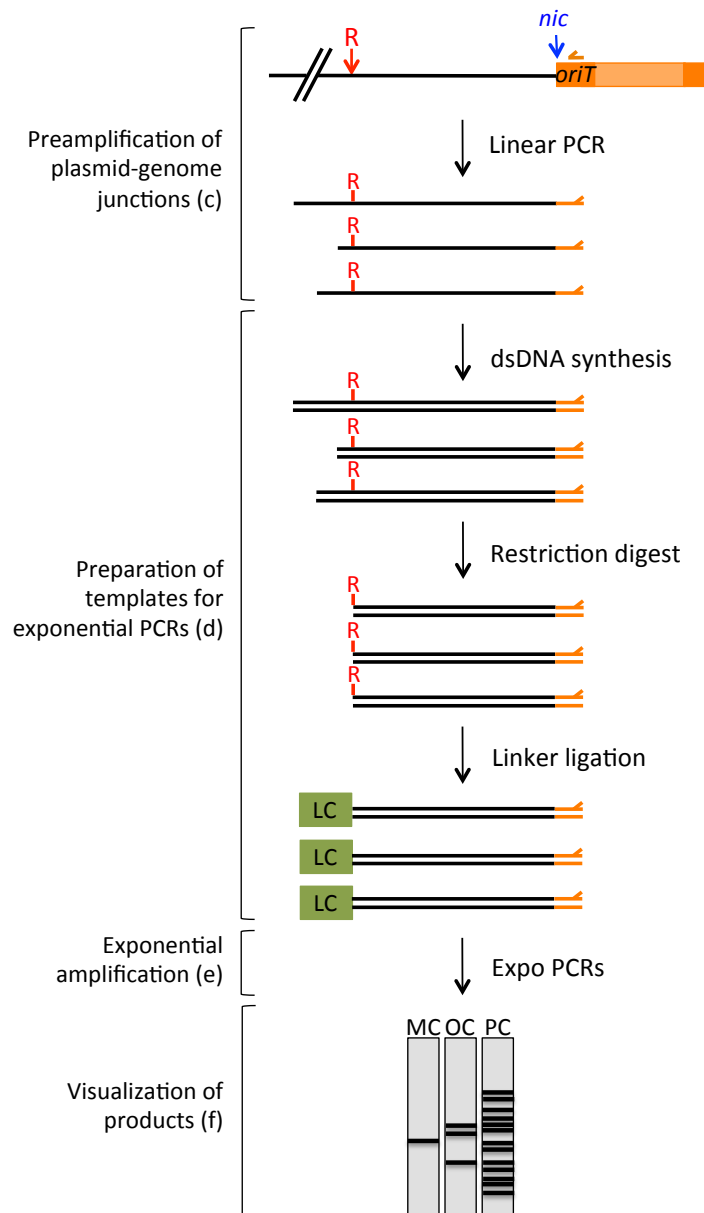 nic
R
oriT
Preamplification of
plasmid-genome
junctions (c)
Linear PCR
R
R
R
dsDNA synthesis
R
R
R
Preparation of
templates for
exponential PCRs (d)
Restriction digest
R
R
R
Linker ligation
LC
LC
LC
Exponential
amplification (e)
Expo PCRs
MC OC PC
Visualization of
products (f)